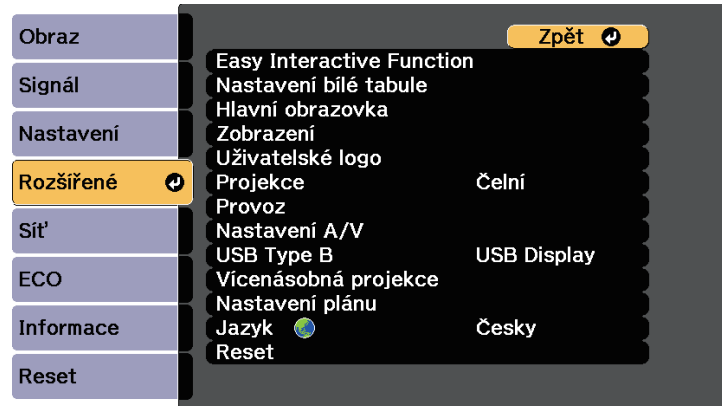 Obraz
Signál
Nastavení
Rozšířené
Síť
ECO
Informace
Reset
Zpět
Easy Interactive Function
Nastavení bílé tabule
Hlavní obrazovka
Zobrazení
Uživatelské logo
Projekce Čelní
Provoz
Nastavení A/V
USB Type B USB Display
Vícenásobná projekce
Nastavení plánu
Jazyk Česky
Reset